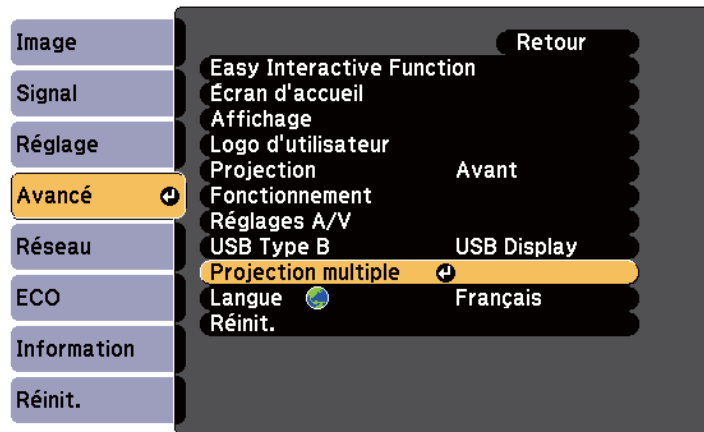 Image
Signal
Réglage
Avancé
Réseau
ECO
Information
Réinit.
Retour
Easy Interactive Function
Écran d'accueil
Affichage
Logo d'utilisateur
Projection Avant
Fonctionnement
Réglages A/V
USB Type B USB Display
Projection multiple
Langue Français
Réinit.